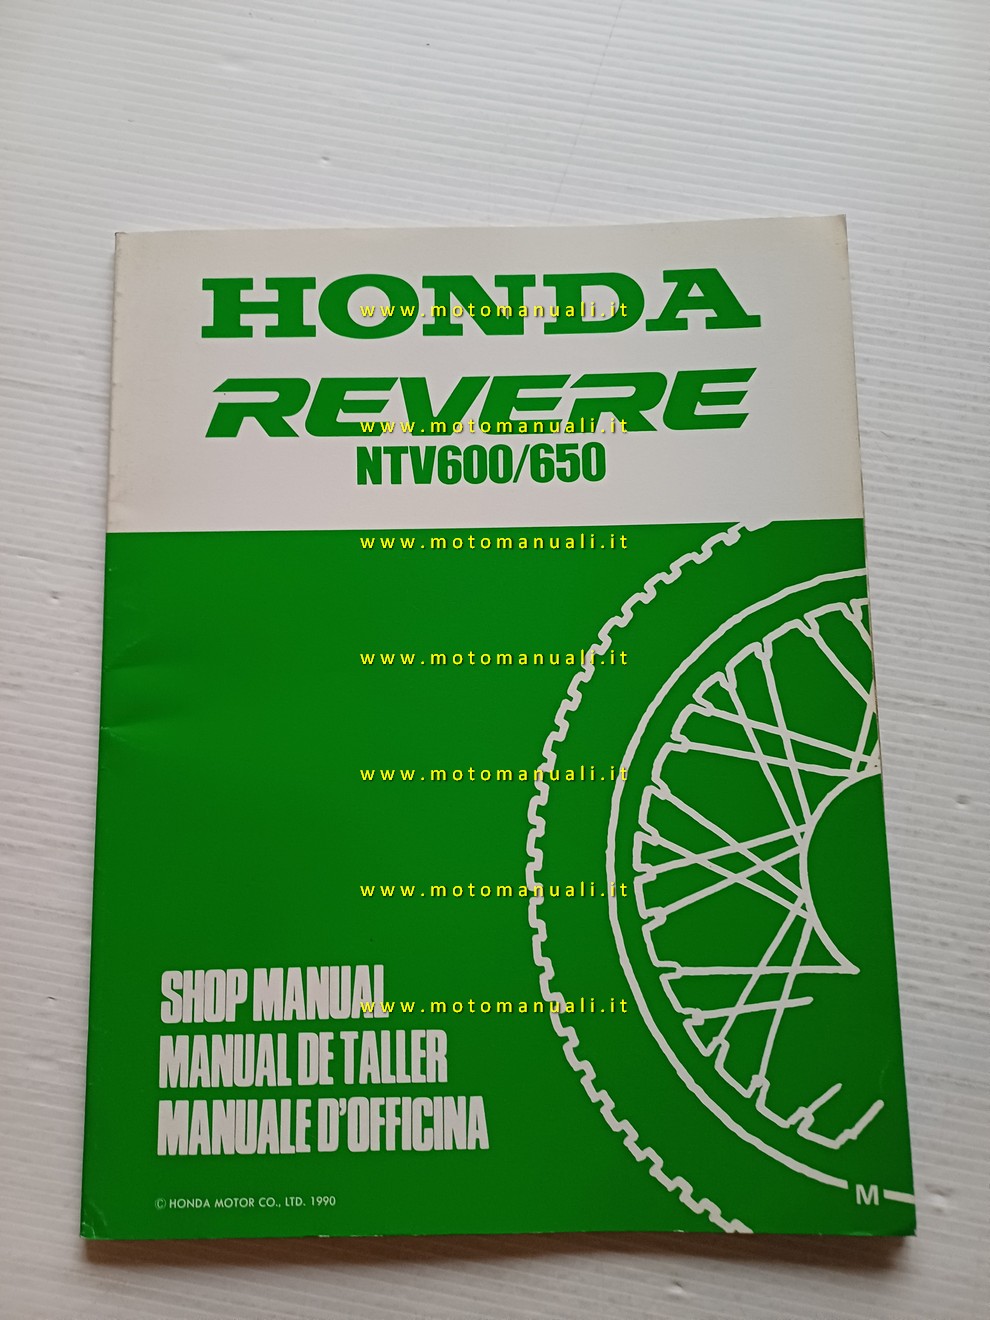 HONDA
www.motomanuali.it
REVERE
www.motomanuali.it
NTV600/650
www.motomanuali.it
www.motomanuali.it
www.motomanuali.it
www.motomanuali.it
SHOP MANUAL
www.motomanuali.it
MANUAL DE TALLER
MANUALE D'OFFICINA
M
© HONDA MOTOR CO., LTD. 1990